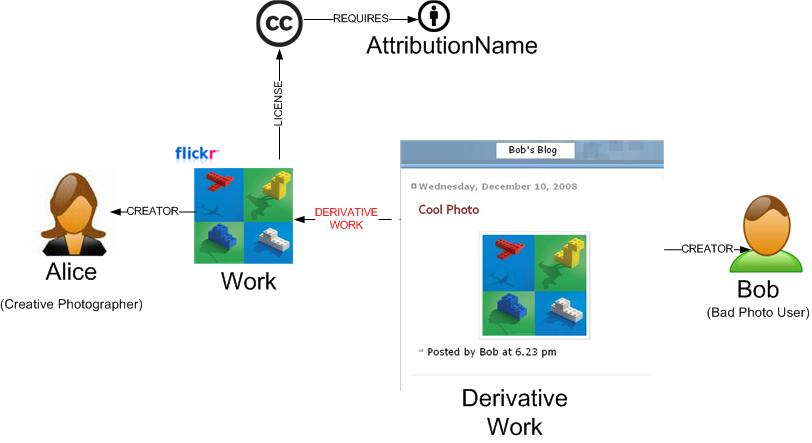 cc
REQUIRES
AttributionName
LICENSE
flickr
Bob's Blog
Wednesday, December 10, 2008
Cool Photo
CREATOR
DERIVATIVE
WORK
CREATOR
Alice
(Creative Photographer)
Work
Bob
(Bad Photo User)
Posted by Bob at 6.23 pm
Derivative
Work